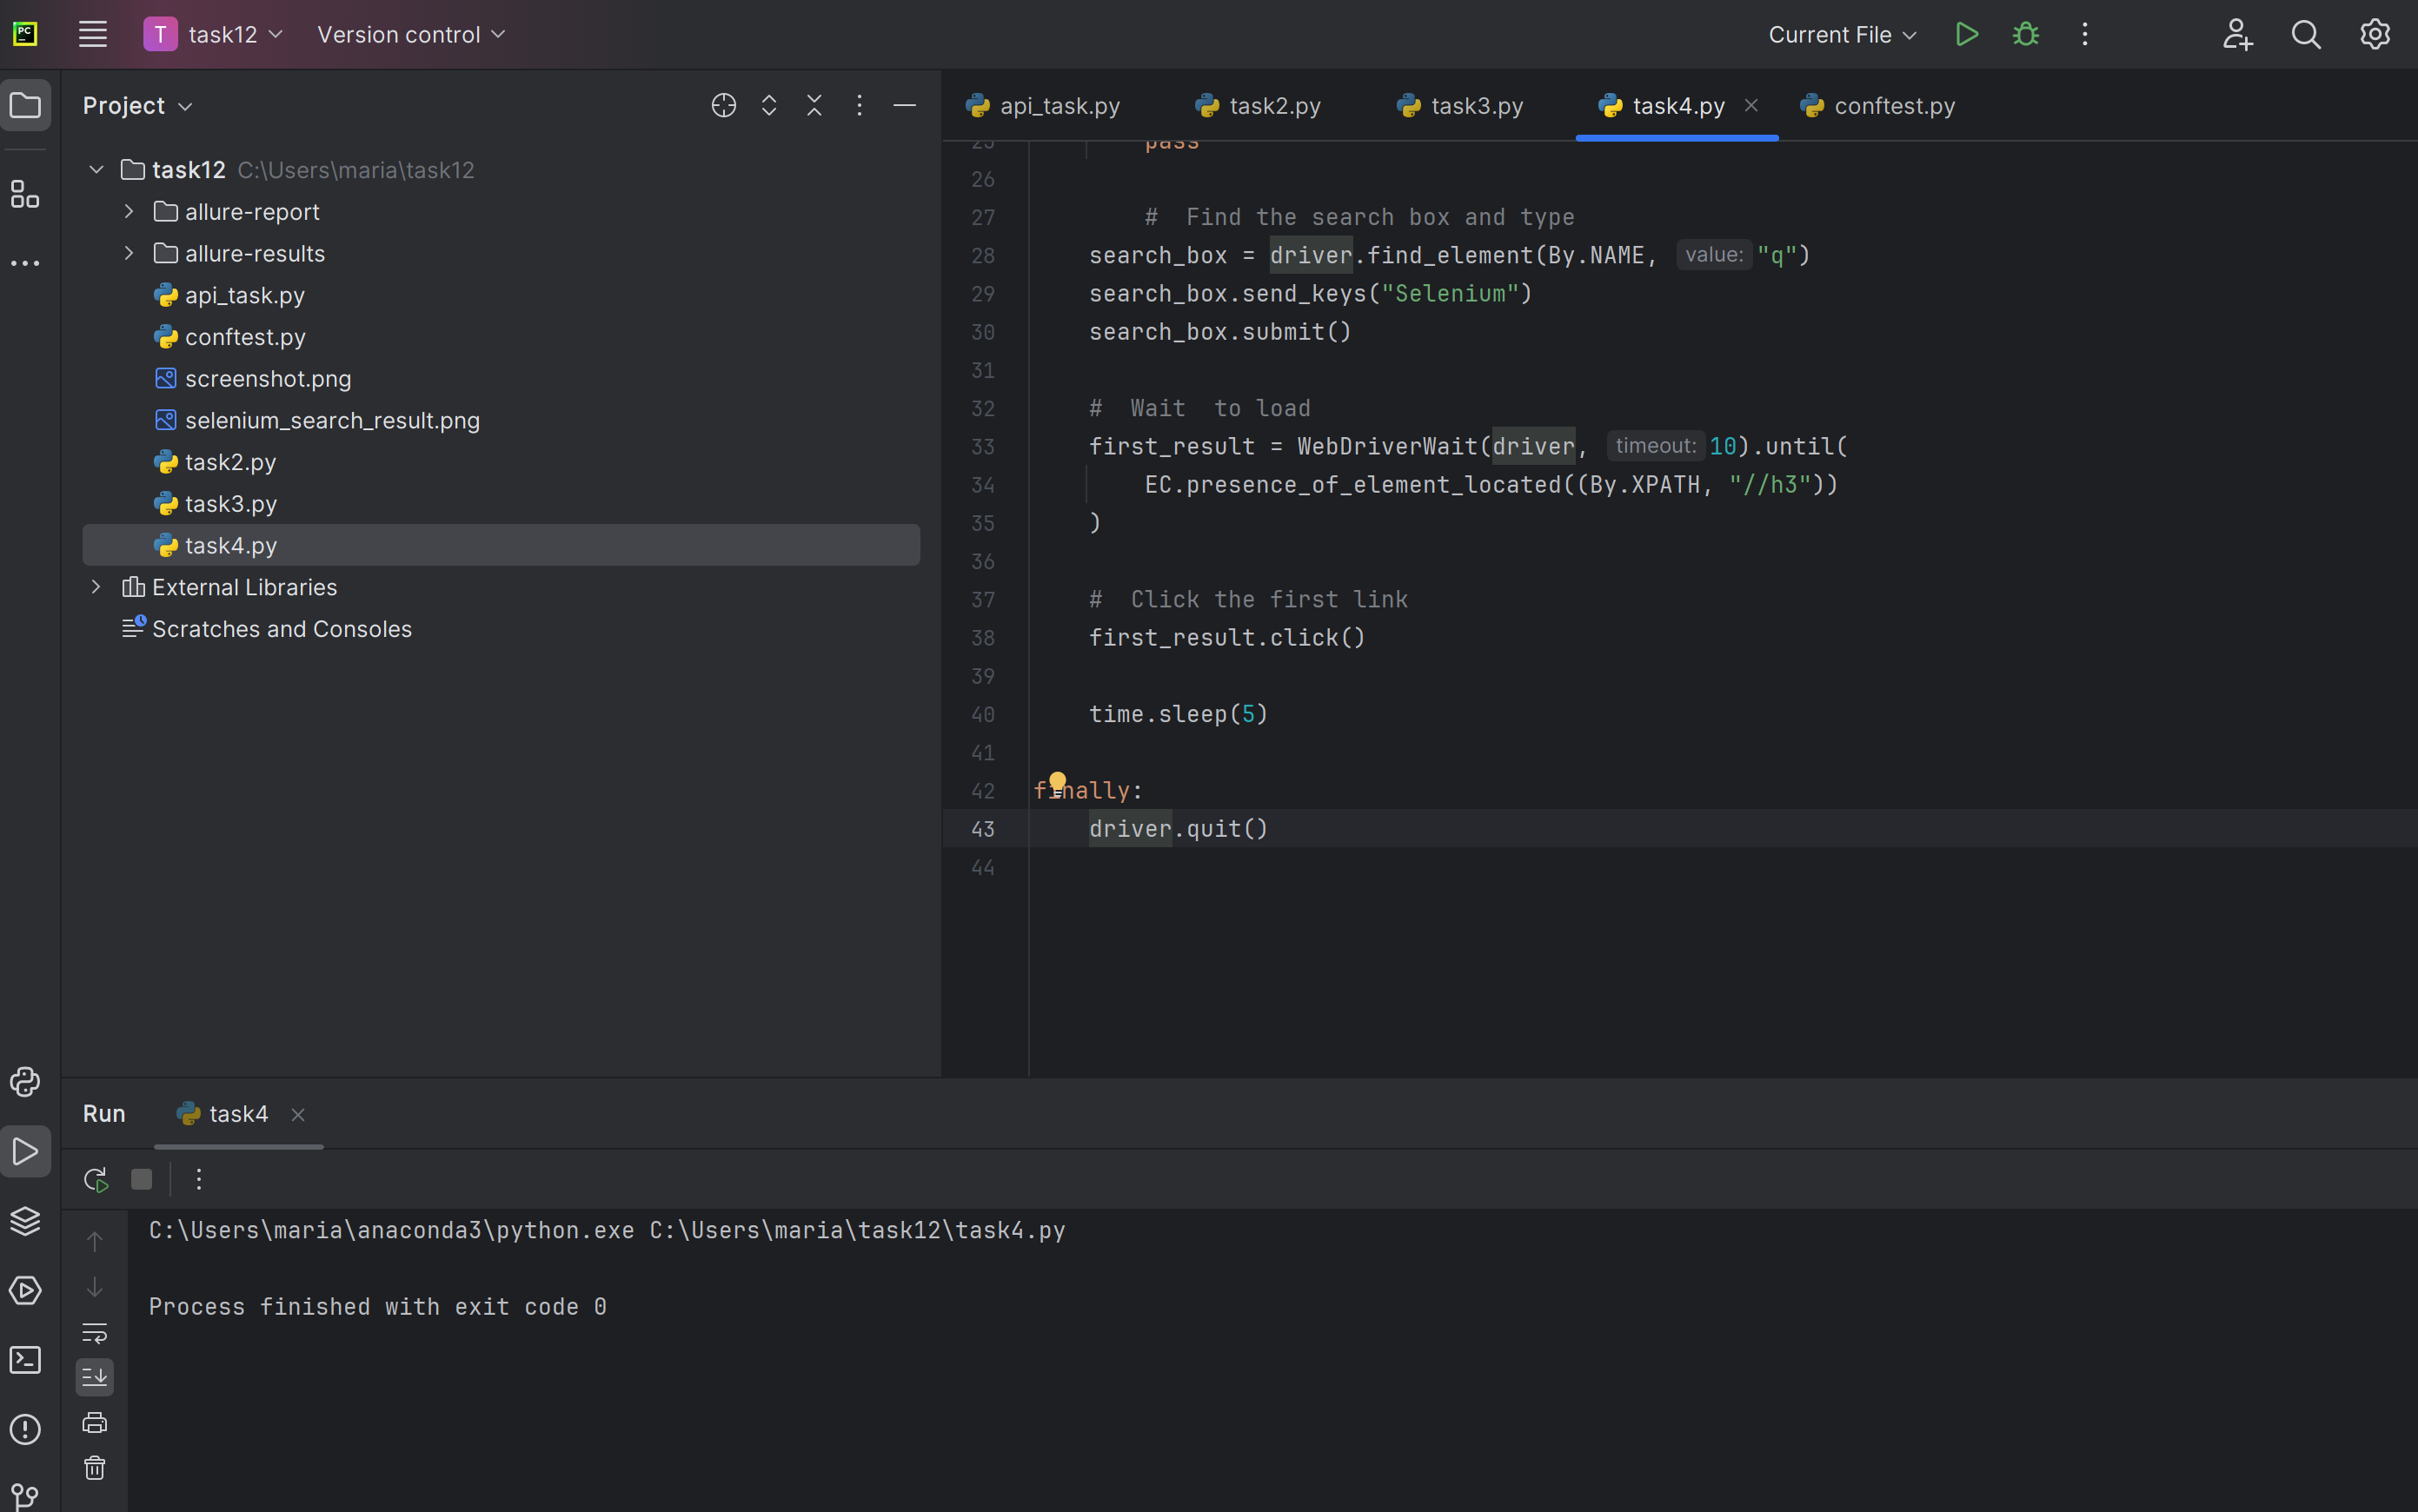 PC
T task12 Version control Current File
Project
api_task.py task2.py task3.py task4.py conftest.py
task12 C:\Users\maria\task12
allure-report
allure-results
api_task.py
conftest.py
screenshot.png
selenium_search_result.png
task2.py
task3.py
task4.py
External Libraries
Scratches and Consoles
25 pass
26
27 # Find the search box and type
28 search_box = driver.find_element(By.NAME, value: "q")
29 search_box.send_keys("Selenium")
30 search_box.submit()
31
32 # Wait to load
33 first_result = WebDriverWait(driver, timeout: 10).until(
34 EC.presence_of_element_located((By.XPATH, "//h3"))
35 )
36
37 # Click the first link
38 first_result.click()
39
40 time.sleep(5)
41
42 finally:
43 driver.quit()
44
Run task4
C:\Users\maria\anaconda3\python.exe C:\Users\maria\task12\task4.py
Process finished with exit code 0